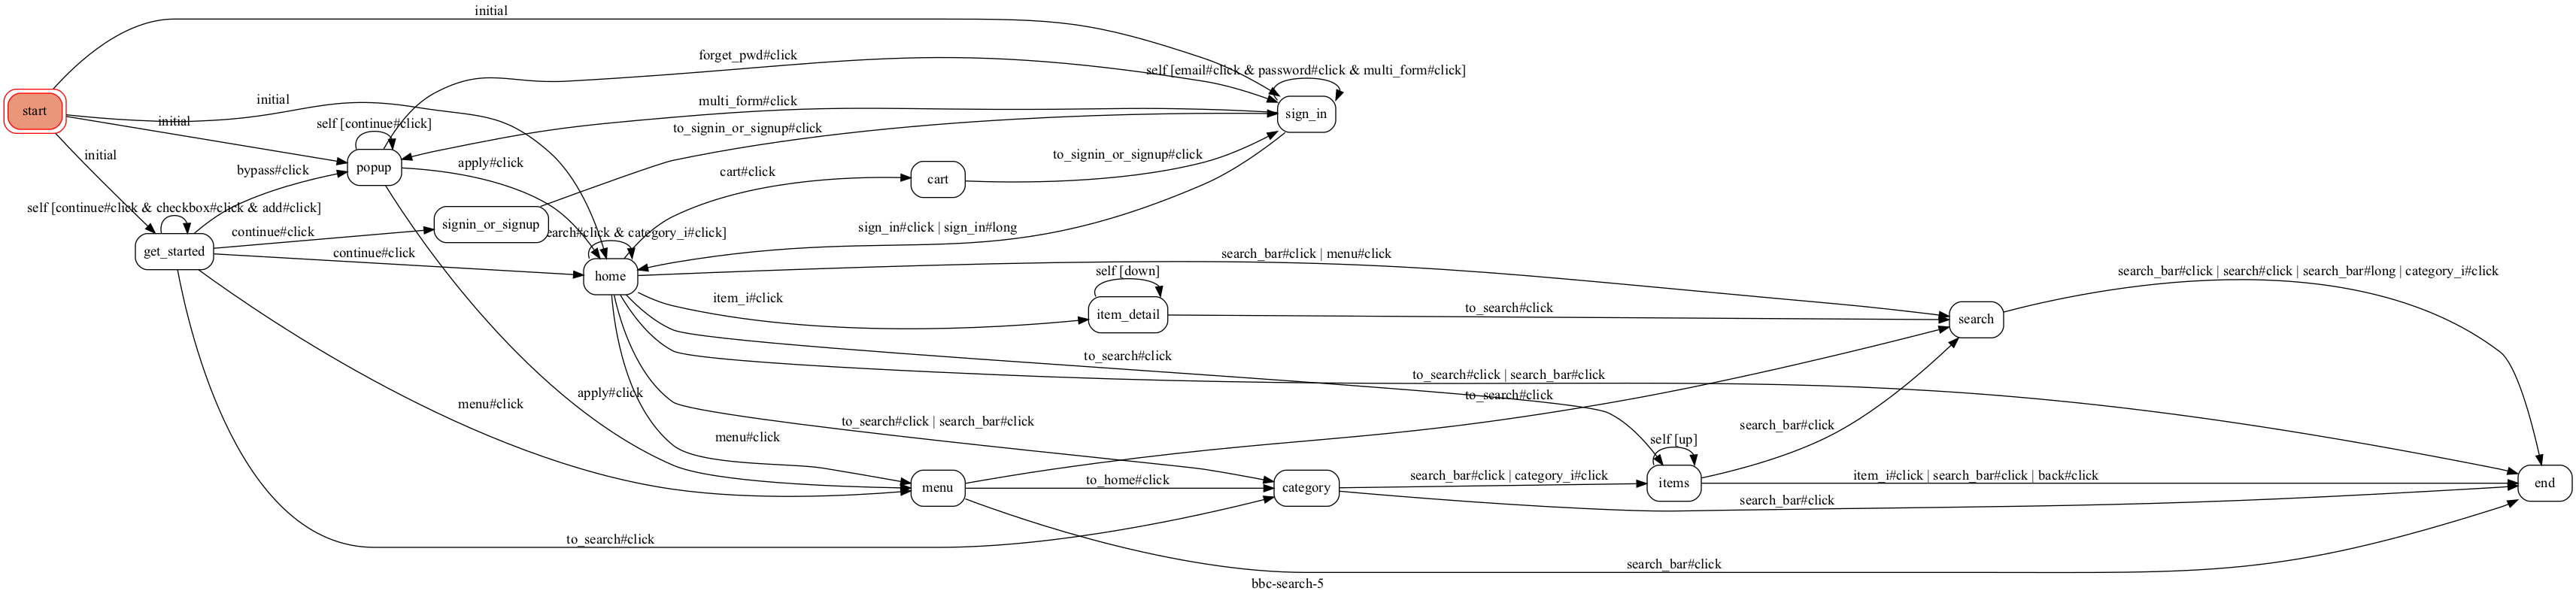 initial
forget_pwd#click
self [email#click & password#click & multi_form#click]
start
initial
multi_form#click
sign_in
initial
self [continue#click]
to_signin_or_signup#click
initial
popup
apply#click
to_signin_or_signup#click
bypass#click
cart#click
cart
self [continue#click & checkbox#click & add#click]
signin_or_signup
continue#click
earch#click & category_i#click]
sign_in#click | sign_in#long
get_started
continue#click
search_bar#click | menu#click
home
self [down]
search_bar#click | search#click | search_bar#long | category_i#click
item_i#click
item_detail
to_search#click
search
to_search#click
to_search#click | search_bar#click
apply#click
to_search#click
menu#click
to_search#click | search_bar#click
search_bar#click
menu#click
self [up]
menu
to_home#click
category
search_bar#click | category_i#click
items
item_i#click | search_bar#click | back#click
end
search_bar#click
to_search#click
search_bar#click
bbc-search-5